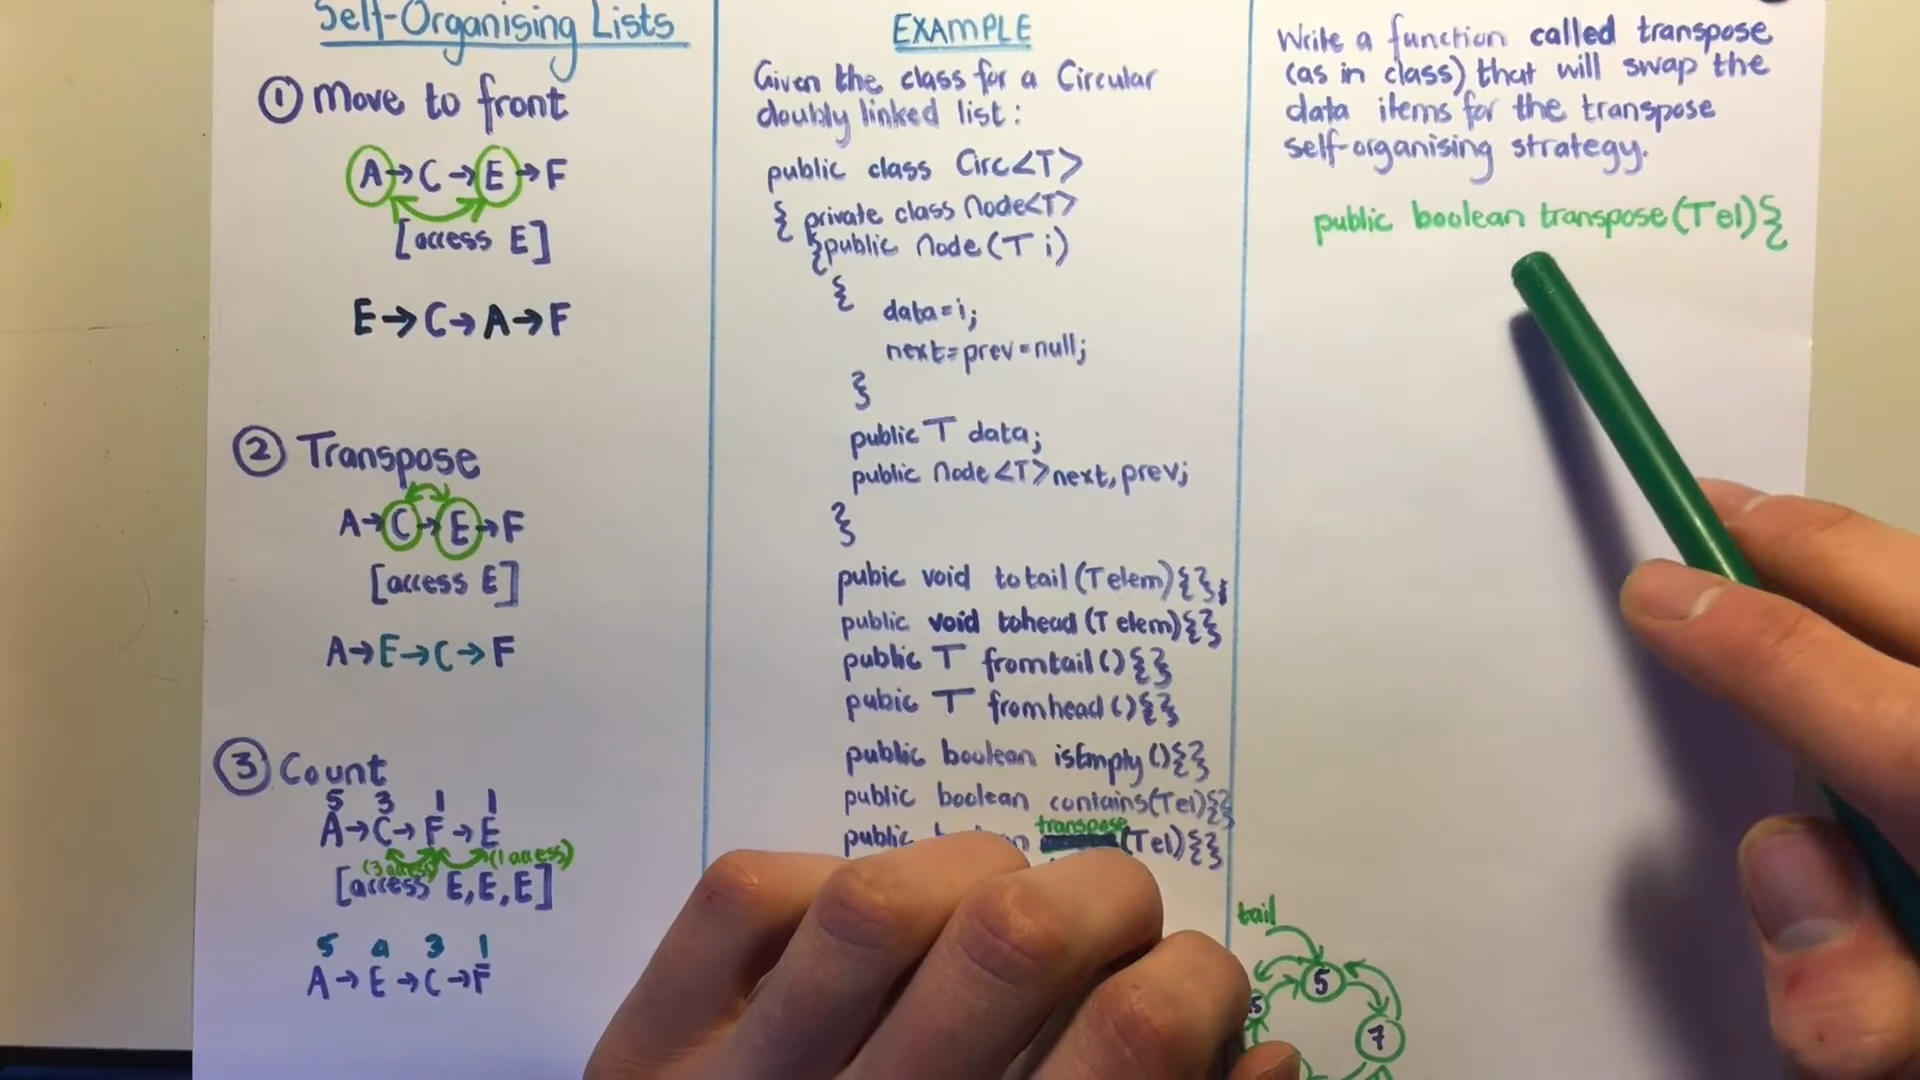 Self-Organising Lists
① Move to front
A→C→E→F
[access E]
E→C→A→F
② Transpose
A→C→E→F
[access E]
A→E→C→F
③ Count
5 3 1 1
A→C→F→E
(3 access) (1 access)
[access E,E,E]
5 4 3 1
A→E→C→F
EXAMPLE
Given the class for a Circular
doubly linked list:
public class Circ<T>
{ private class Node<T>
{public Node(T i)
{
data=i;
next=prev=null;
}
public T data;
public Node<T>next,prev;
}
pubic void totail(T elem){};
public void tohead(T elem){}
public T fromtail(){}
pubic T fromhead(){}
public boolean isEmpty(){}
public boolean contains(T el){}
transpose
public (T el){}
Write a function called transpose
(as in class) that will swap the
data items for the transpose
self-organising strategy.
public boolean transpose(T el){
tail
5
7